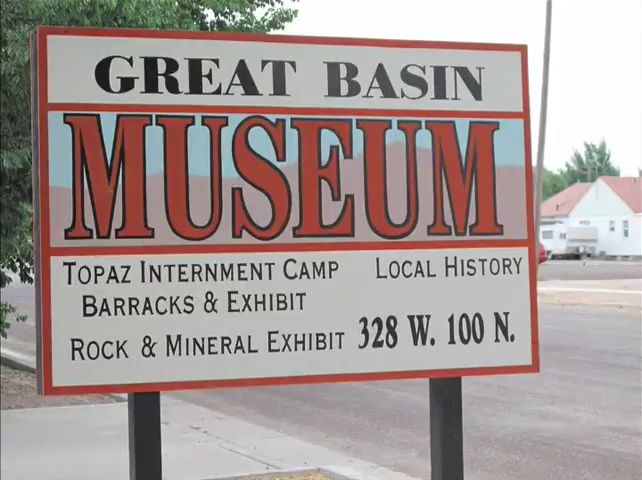 GREAT BASIN
MUSEUM
TOPAZ INTERNMENT CAMP LOCAL HISTORY
BARRACKS & EXHIBIT
ROCK & MINERAL EXHIBIT 328 W. 100 N.